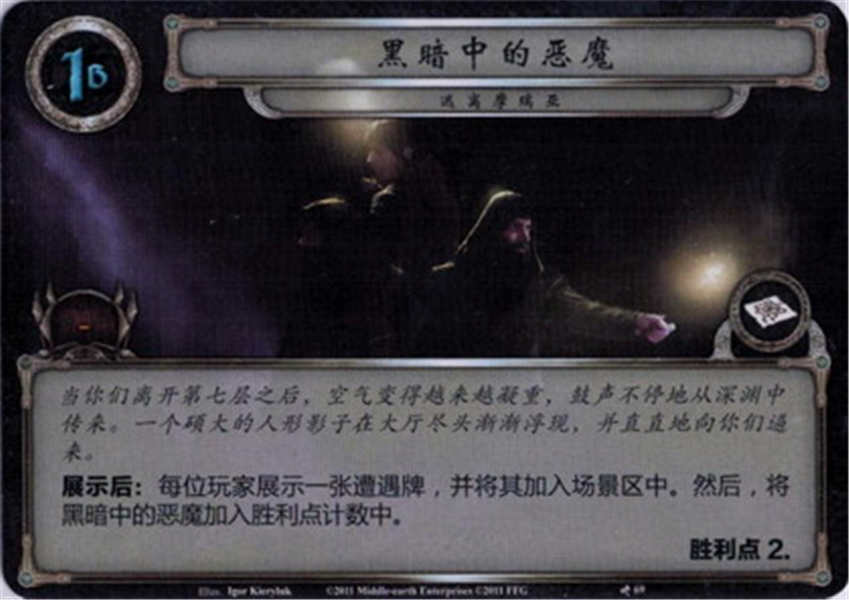 1B
黑暗中的恶魔
逃离摩瑞亚
当你们离开第七层之后，空气变得越来越凝重，鼓声不停地从深渊中
传来。一个硕大的人形影子在大厅尽头渐渐浮现，并直直地向你们逼
来。
展示后：每位玩家展示一张遭遇牌，并将其加入场景区中。然后，将
黑暗中的恶魔加入胜利点计数中。
胜利点 2.
Illus. Igor Kieryluk ©2011 Middle-earth Enterprises ©2011 FFG 69